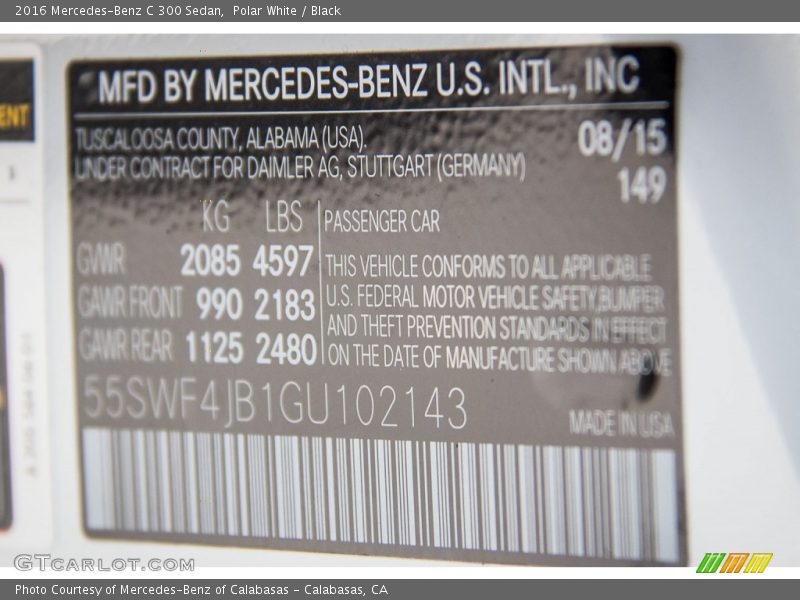 2016 Mercedes-Benz C 300 Sedan, Polar White / Black
ENT
MFD BY MERCEDES-BENZ U.S. INTL., INC
TUSCALOOSA COUNTY, ALABAMA (USA). 08/15
UNDER CONTRACT FOR DAIMLER AG, STUTTGART (GERMANY) 149
KG LBS PASSENGER CAR
GVWR 2085 4597 THIS VEHICLE CONFORMS TO ALL APPLICABLE
GAWR FRONT 990 2183 U.S. FEDERAL MOTOR VEHICLE SAFETY,BUMPER
AND THEFT PREVENTION STANDARDS IN EFFECT
GAWR REAR 1125 2480 ON THE DATE OF MANUFACTURE SHOWN ABOVE
55SWF4JB1GU102143
MADE IN USA
GTcarlot.com
Photo Courtesy of Mercedes-Benz of Calabasas - Calabasas, CA